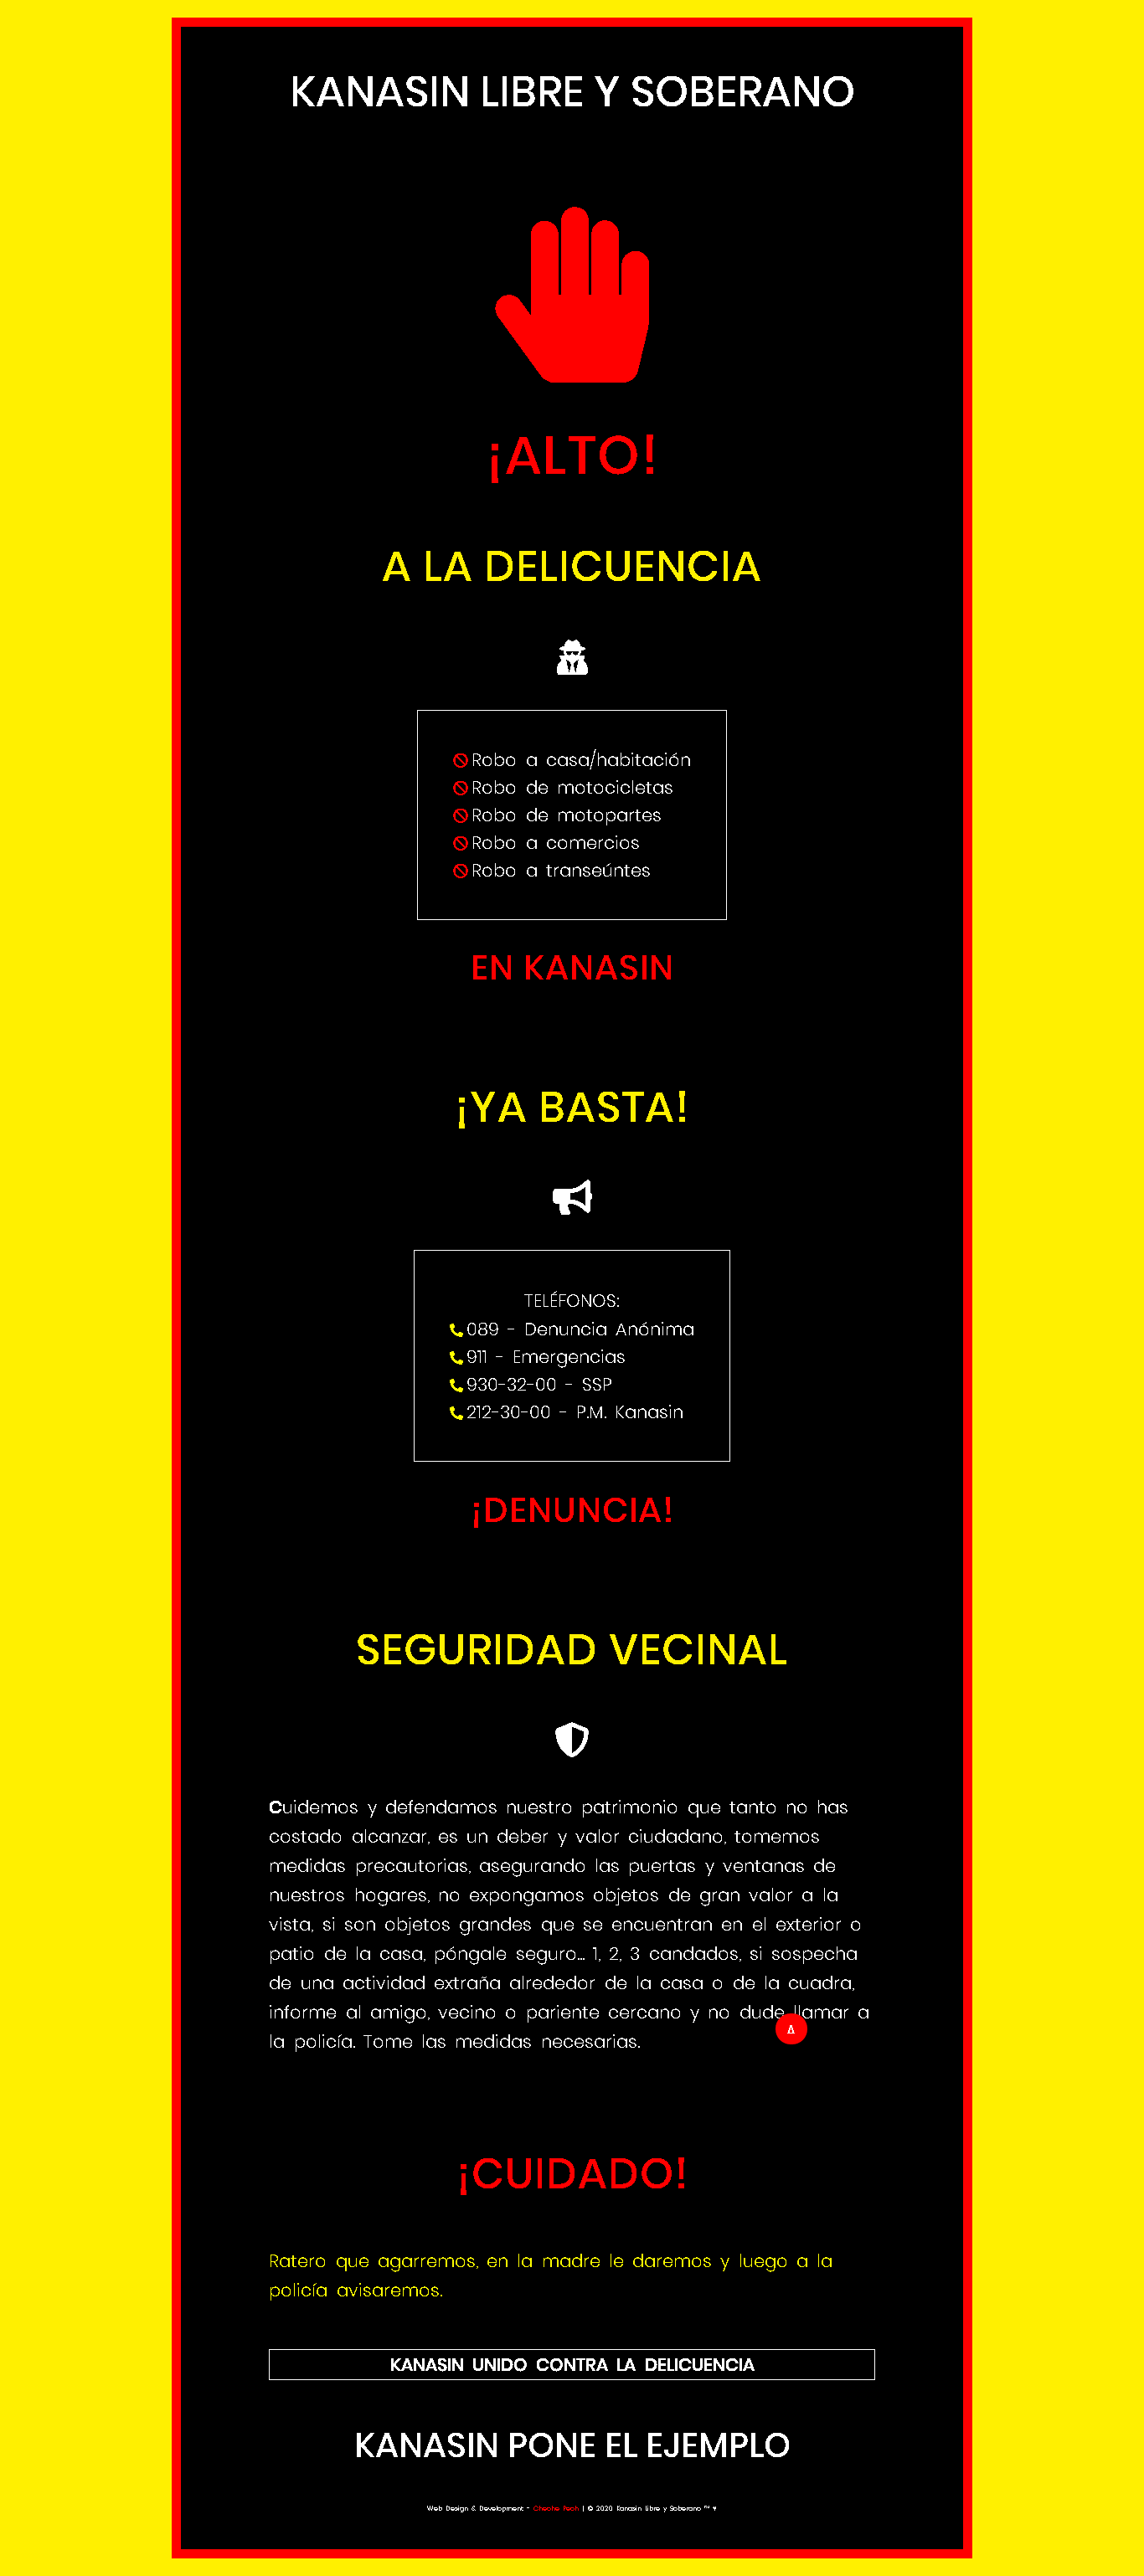 KANASIN LIBRE Y SOBERANO
¡ALTO!
A LA DELICUENCIA
Robo a casa/habitación
Robo de motocicletas
Robo de motopartes
Robo a comercios
Robo a transeúntes
EN KANASIN
¡YA BASTA!
TELÉFONOS:
089 - Denuncia Anónima
911 - Emergencias
930-32-00 - SSP
212-30-00 - P.M. Kanasin
¡DENUNCIA!
SEGURIDAD VECINAL
Cuidemos y defendamos nuestro patrimonio que tanto no has
costado alcanzar, es un deber y valor ciudadano, tomemos
medidas precautorias, asegurando las puertas y ventanas de
nuestros hogares, no expongamos objetos de gran valor a la
vista, si son objetos grandes que se encuentran en el exterior o
patio de la casa, póngale seguro... 1, 2, 3 candados, si sospecha
de una actividad extraña alrededor de la casa o de la cuadra,
informe al amigo, vecino o pariente cercano y no dude llamar a
la policía. Tome las medidas necesarias.
¡CUIDADO!
Ratero que agarremos, en la madre le daremos y luego a la
policía avisaremos.
KANASIN UNIDO CONTRA LA DELICUENCIA
KANASIN PONE EL EJEMPLO
Web Design & Development - Cheche Pech | © 2020 Kanasin libre y Soberano